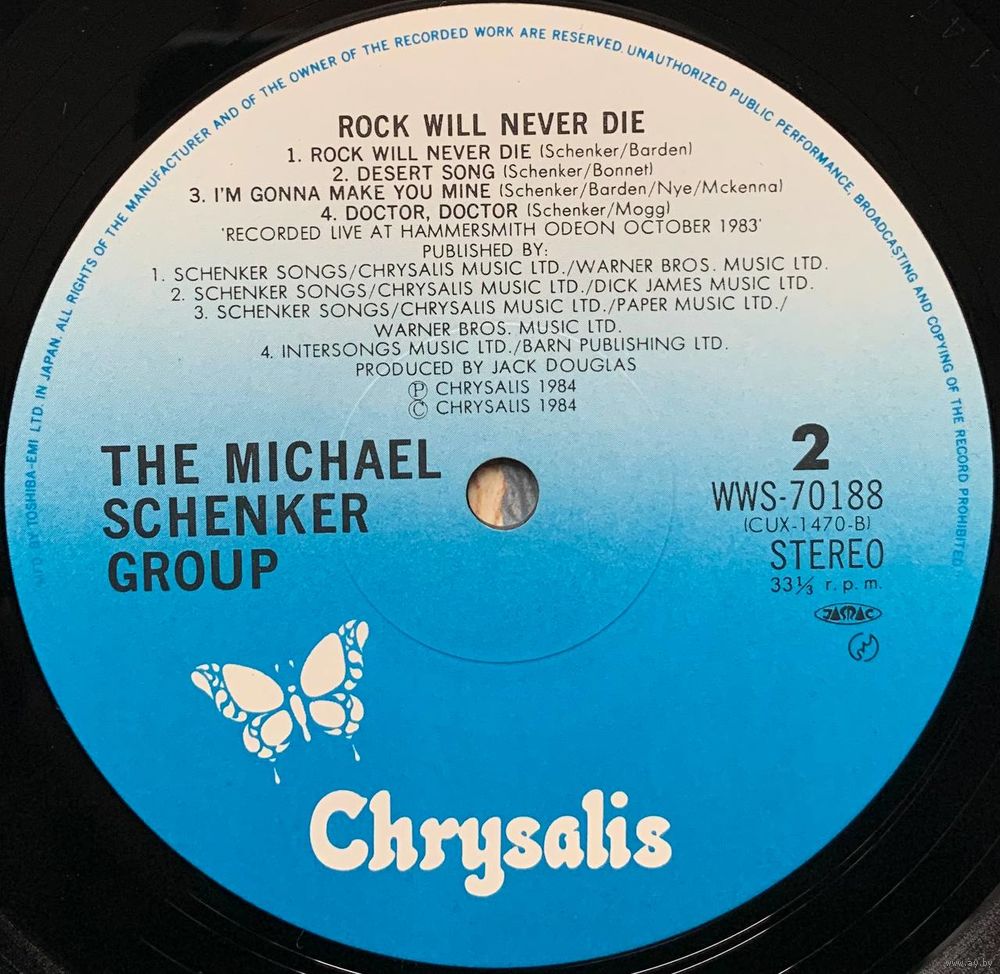 MFD BY TOSHIBA-EMI LTD. IN JAPAN. ALL RIGHTS OF THE MANUFACTURER AND OF THE OWNER OF THE RECORDED WORK ARE RESERVED. UNAUTHORIZED PUBLIC PERFORMANCE, BROADCASTING AND COPYING OF THE RECORD PROHIBITED
ROCK WILL NEVER DIE
1. ROCK WILL NEVER DIE (Schenker/Barden)
2. DESERT SONG (Schenker/Bonnet)
3. I'M GONNA MAKE YOU MINE (Schenker/Barden/Nye/Mckenna)
4. DOCTOR, DOCTOR (Schenker/Mogg)
'RECORDED LIVE AT HAMMERSMITH ODEON OCTOBER 1983'
PUBLISHED BY:
1. SCHENKER SONGS/CHRYSALIS MUSIC LTD./WARNER BROS. MUSIC LTD.
2. SCHENKER SONGS/CHRYSALIS MUSIC LTD./DICK JAMES MUSIC LTD.
3. SCHENKER SONGS/CHRYSALIS MUSIC LTD./PAPER MUSIC LTD./
WARNER BROS. MUSIC LTD.
4. INTERSONGS MUSIC LTD./BARN PUBLISHING LTD.
PRODUCED BY JACK DOUGLAS
Ⓟ CHRYSALIS 1984
© CHRYSALIS 1984
THE MICHAEL
SCHENKER
GROUP
2
WWS-70188
(CUX-1470-B)
STEREO
33⅓ r.p.m.
JASRAC
Chrysalis
www.ay.by